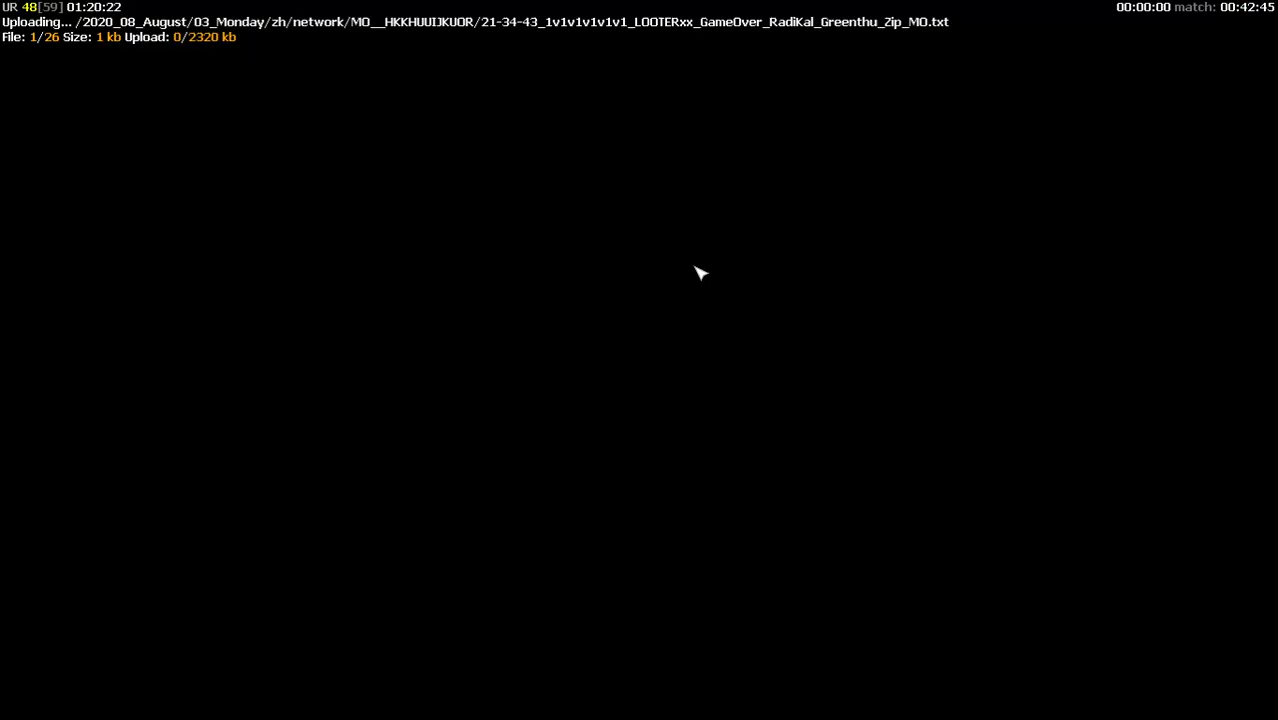 UR 48[59] 01:20:22 00:00:00 match: 00:42:45
Uploading... /2020_08_August/03_Monday/zh/network/MO__HKKHUUIJKUOR/21-34-43_1v1v1v1v1v1_LOOTERxx_GameOver_RadiKal_Greenthu_Zip_MO.txt
File: 1/26 Size: 1 kb Upload: 0/2320 kb